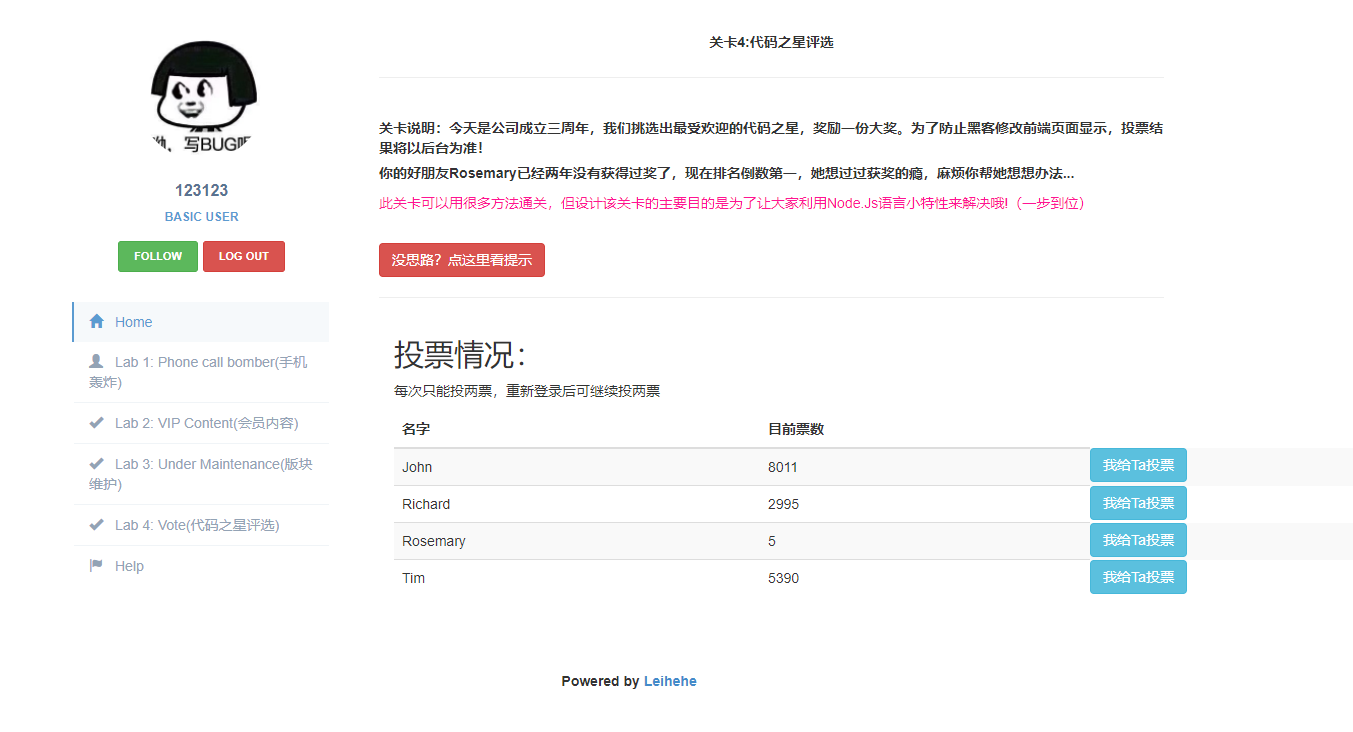 关卡4:代码之星评选
写BUG
123123
BASIC USER
FOLLOW LOG OUT
Home
Lab 1: Phone call bomber(手机
轰炸)
Lab 2: VIP Content(会员内容)
Lab 3: Under Maintenance(版块
维护)
Lab 4: Vote(代码之星评选)
Help
关卡说明：今天是公司成立三周年，我们挑选出最受欢迎的代码之星，奖励一份大奖。为了防止黑客修改前端页面显示，投票结
果将以后台为准！
你的好朋友Rosemary已经两年没有获得过奖了，现在排名倒数第一，她想过过获奖的瘾，麻烦你帮她想想办法...
此关卡可以用很多方法通关，但设计该关卡的主要目的是为了让大家利用Node.Js语言小特性来解决哦!（一步到位）
没思路？点这里看提示
投票情况：
每次只能投两票，重新登录后可继续投两票
名字 目前票数
John 8011 我给Ta投票
Richard 2995 我给Ta投票
Rosemary 5 我给Ta投票
Tim 5390 我给Ta投票
Powered by Leihehe